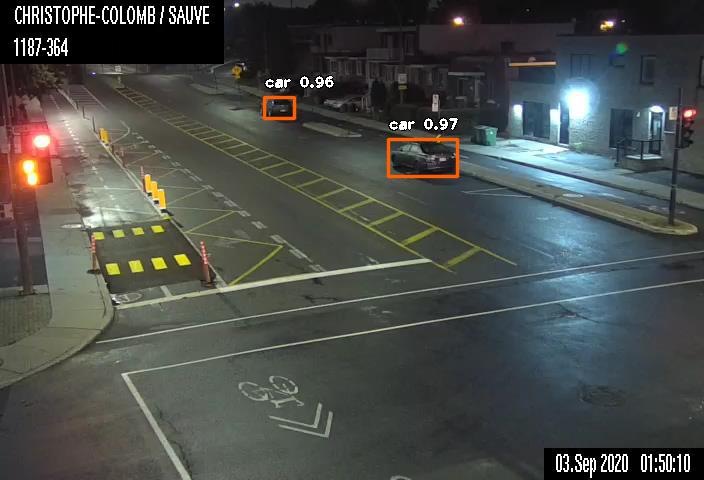 CHRISTOPHE-COLOMB / SAUVE
1187-364
car 0.96
car 0.97
03.Sep 2020 01:50:10